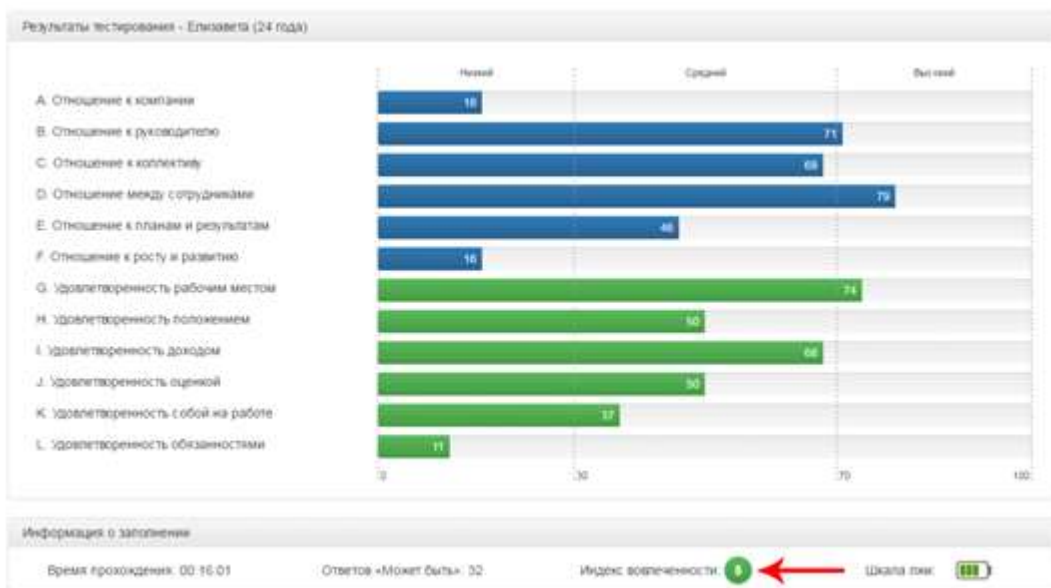 Результаты тестирования - Елизавета (24 года)
Низкий Средний Высокий
A. Отношение к компании 16
B. Отношение к руководителю 71
C. Отношение к коллективу 68
D. Отношение между сотрудниками 79
E. Отношение к планам и результатам 46
F. Отношение к росту и развитию 16
G. Удовлетворенность рабочим местом 74
H. Удовлетворенность положением 50
I. Удовлетворенность доходом 68
J. Удовлетворенность оценкой 50
K. Удовлетворенность собой на работе 37
L. Удовлетворенность обязанностями 11
0 30 70 100
Информация о заполнении
Время прохождения: 00:16:01 Ответов «Может быть»: 32 Индекс вовлеченности: Шкала лжи: